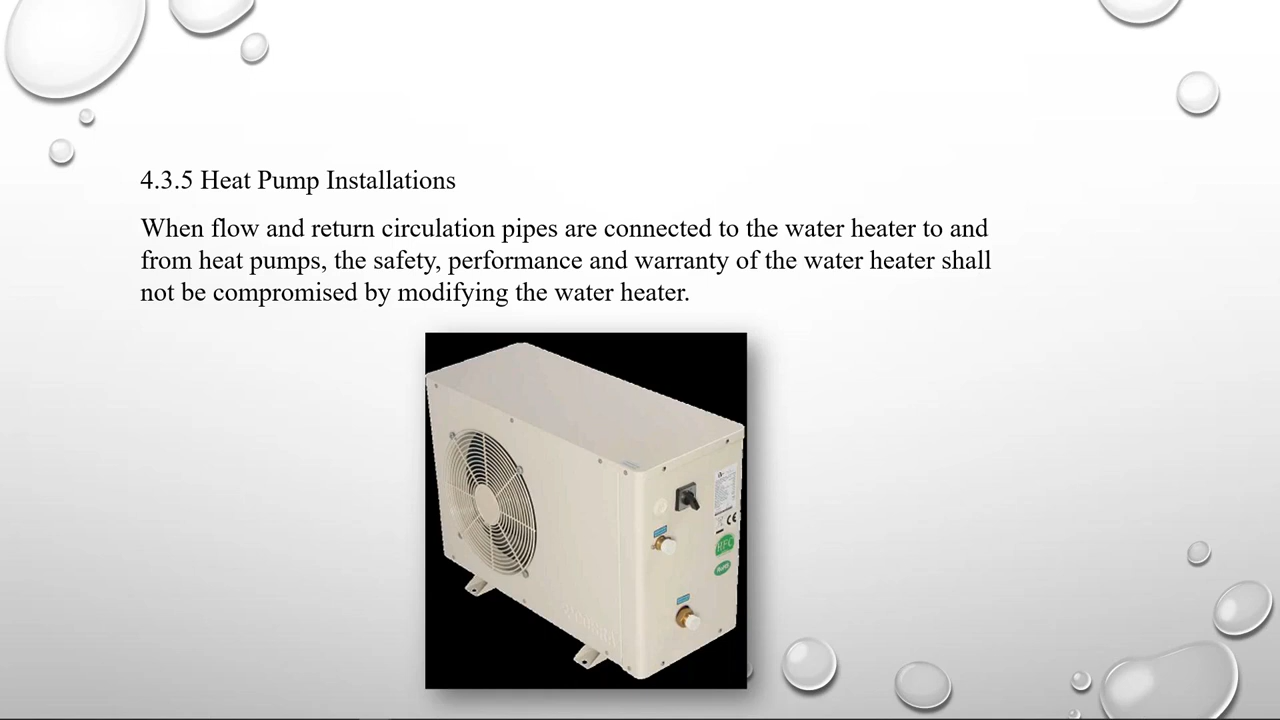 4.3.5 Heat Pump Installations
When flow and return circulation pipes are connected to the water heater to and
from heat pumps, the safety, performance and warranty of the water heater shall
not be compromised by modifying the water heater.
CE
HFC